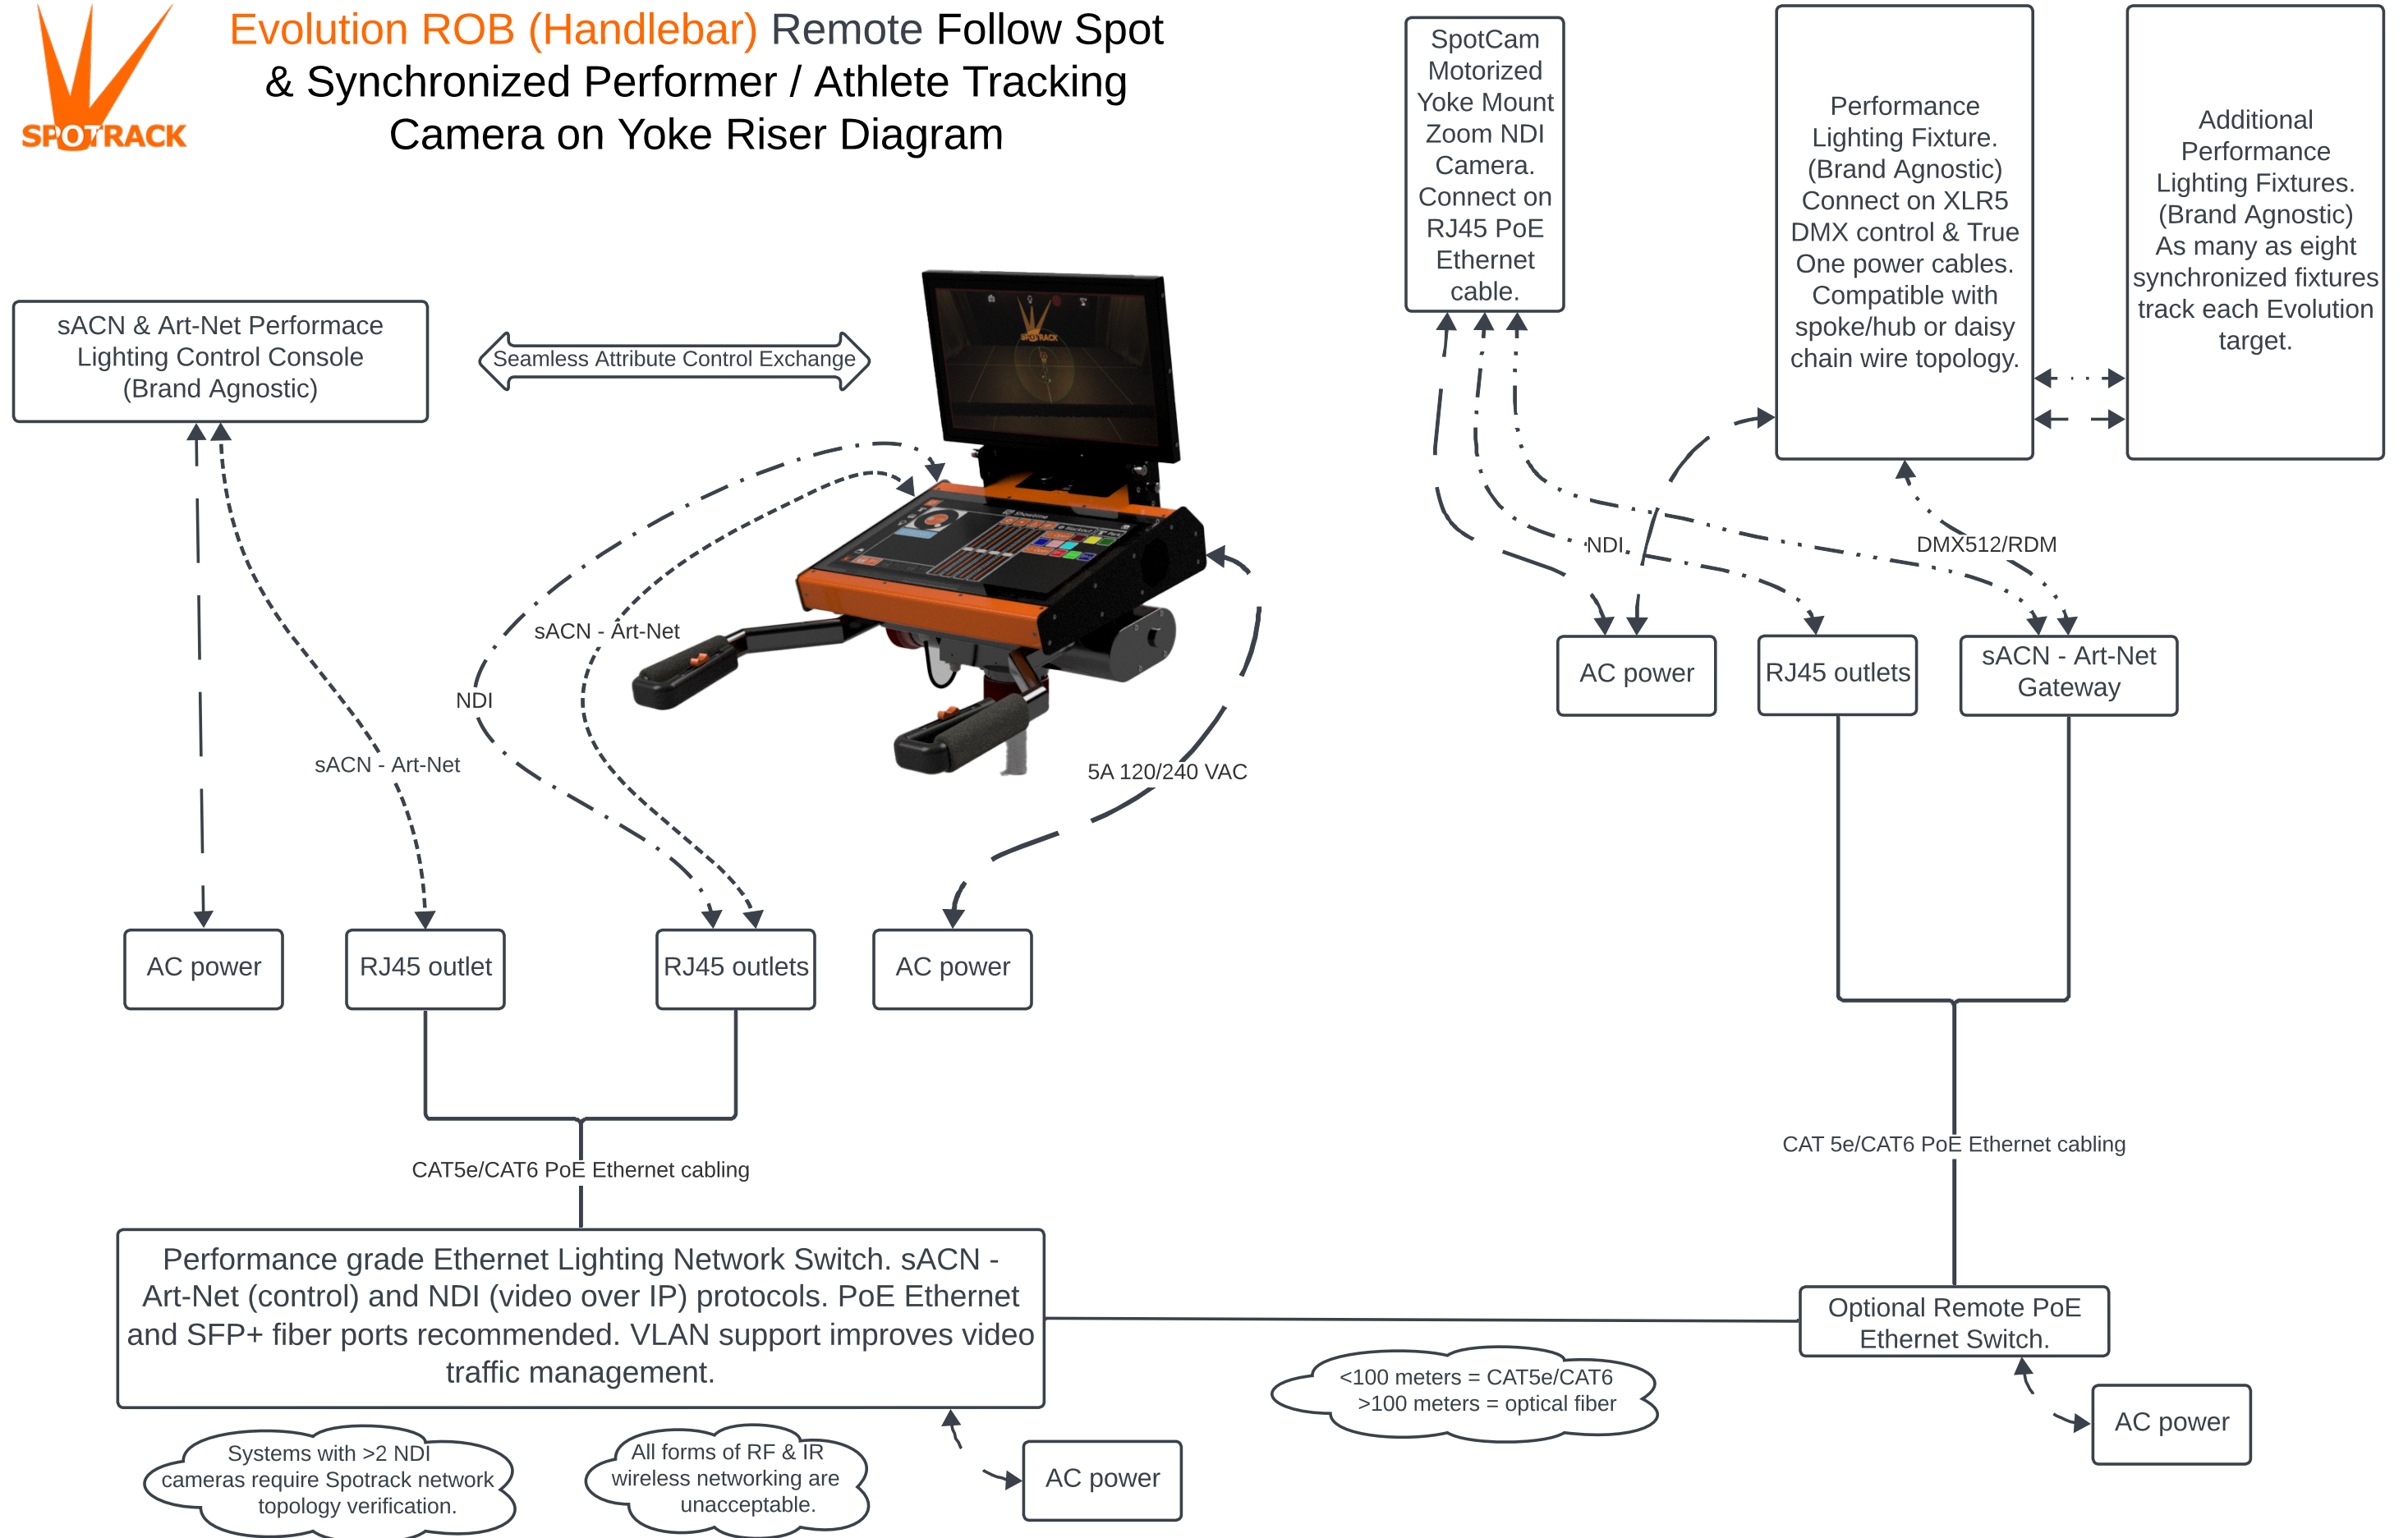 SPOTRACK
Evolution ROB (Handlebar) Remote Follow Spot
& Synchronized Performer / Athlete Tracking
Camera on Yoke Riser Diagram
SpotCam
Motorized
Yoke Mount
Zoom NDI
Camera.
Connect on
RJ45 PoE
Ethernet
cable.
Performance
Lighting Fixture.
(Brand Agnostic)
Connect on XLR5
DMX control & True
One power cables.
Compatible with
spoke/hub or daisy
chain wire topology.
Additional
Performance
Lighting Fixtures.
(Brand Agnostic)
As many as eight
synchronized fixtures
track each Evolution
target.
sACN & Art-Net Performace
Lighting Control Console
(Brand Agnostic)
Seamless Attribute Control Exchange
SPOTRACK
Showtime
NDI
DMX512/RDM
sACN - Art-Net
NDI
sACN - Art-Net
5A 120/240 VAC
AC power
RJ45 outlets
sACN - Art-Net
Gateway
AC power
RJ45 outlet
RJ45 outlets
AC power
CAT5e/CAT6 PoE Ethernet cabling
CAT 5e/CAT6 PoE Ethernet cabling
Performance grade Ethernet Lighting Network Switch. sACN -
Art-Net (control) and NDI (video over IP) protocols. PoE Ethernet
and SFP+ fiber ports recommended. VLAN support improves video
traffic management.
Optional Remote PoE
Ethernet Switch.
<100 meters = CAT5e/CAT6
>100 meters = optical fiber
AC power
Systems with >2 NDI
cameras require Spotrack network
topology verification.
All forms of RF & IR
wireless networking are
unacceptable.
AC power